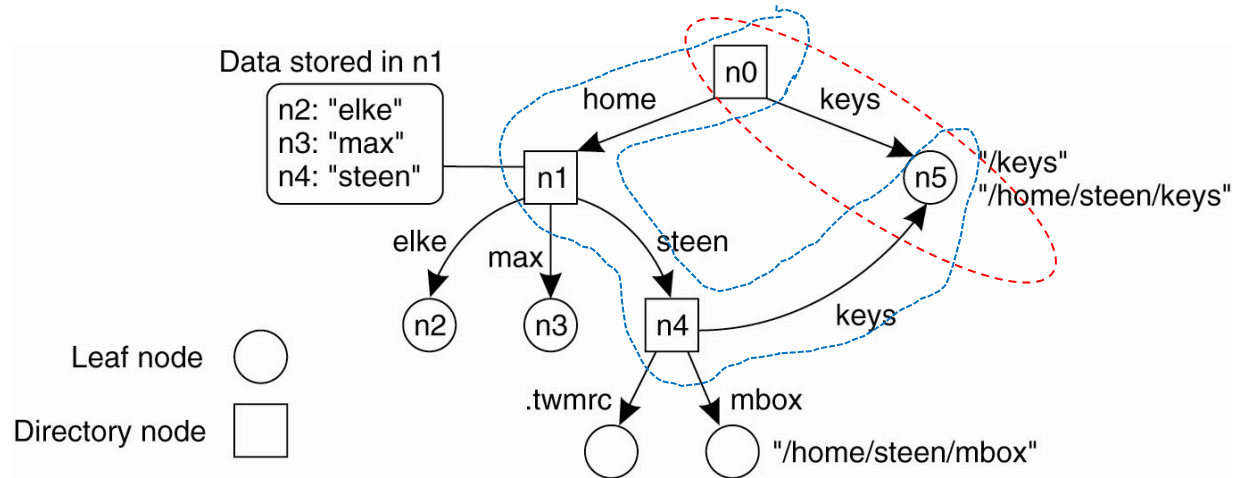 Data stored in n1
n2: "elke"
n3: "max"
n4: "steen"
n0
home
keys
n1
n5
"/keys"
"/home/steen/keys"
elke
max
steen
n2
n3
n4
keys
Leaf node
.twmrc
mbox
Directory node
"/home/steen/mbox"